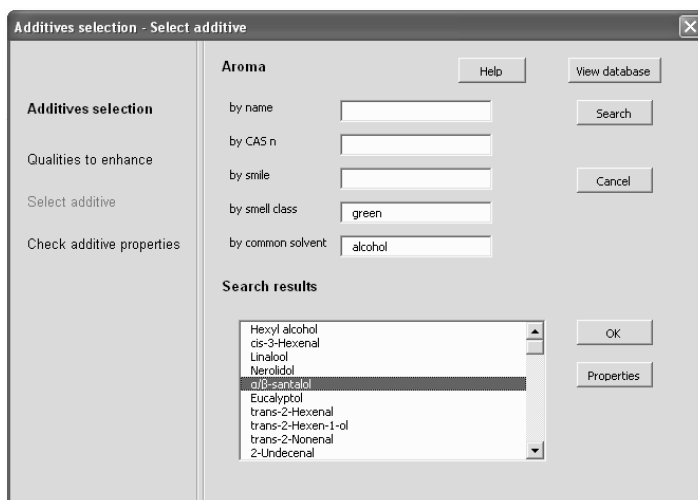 Additives selection - Select additive
Additives selection
Qualities to enhance
Select additive
Check additive properties
Aroma
Help
View database
by name
Search
by CAS n
by smile
Cancel
by smell class
green
by common solvent
alcohol
Search results
Hexyl alcohol
cis-3-Hexenal
Linalool
Nerolidol
α/β-santalol
Eucalyptol
trans-2-Hexenal
trans-2-Hexen-1-ol
trans-2-Nonenal
2-Undecenal
OK
Properties